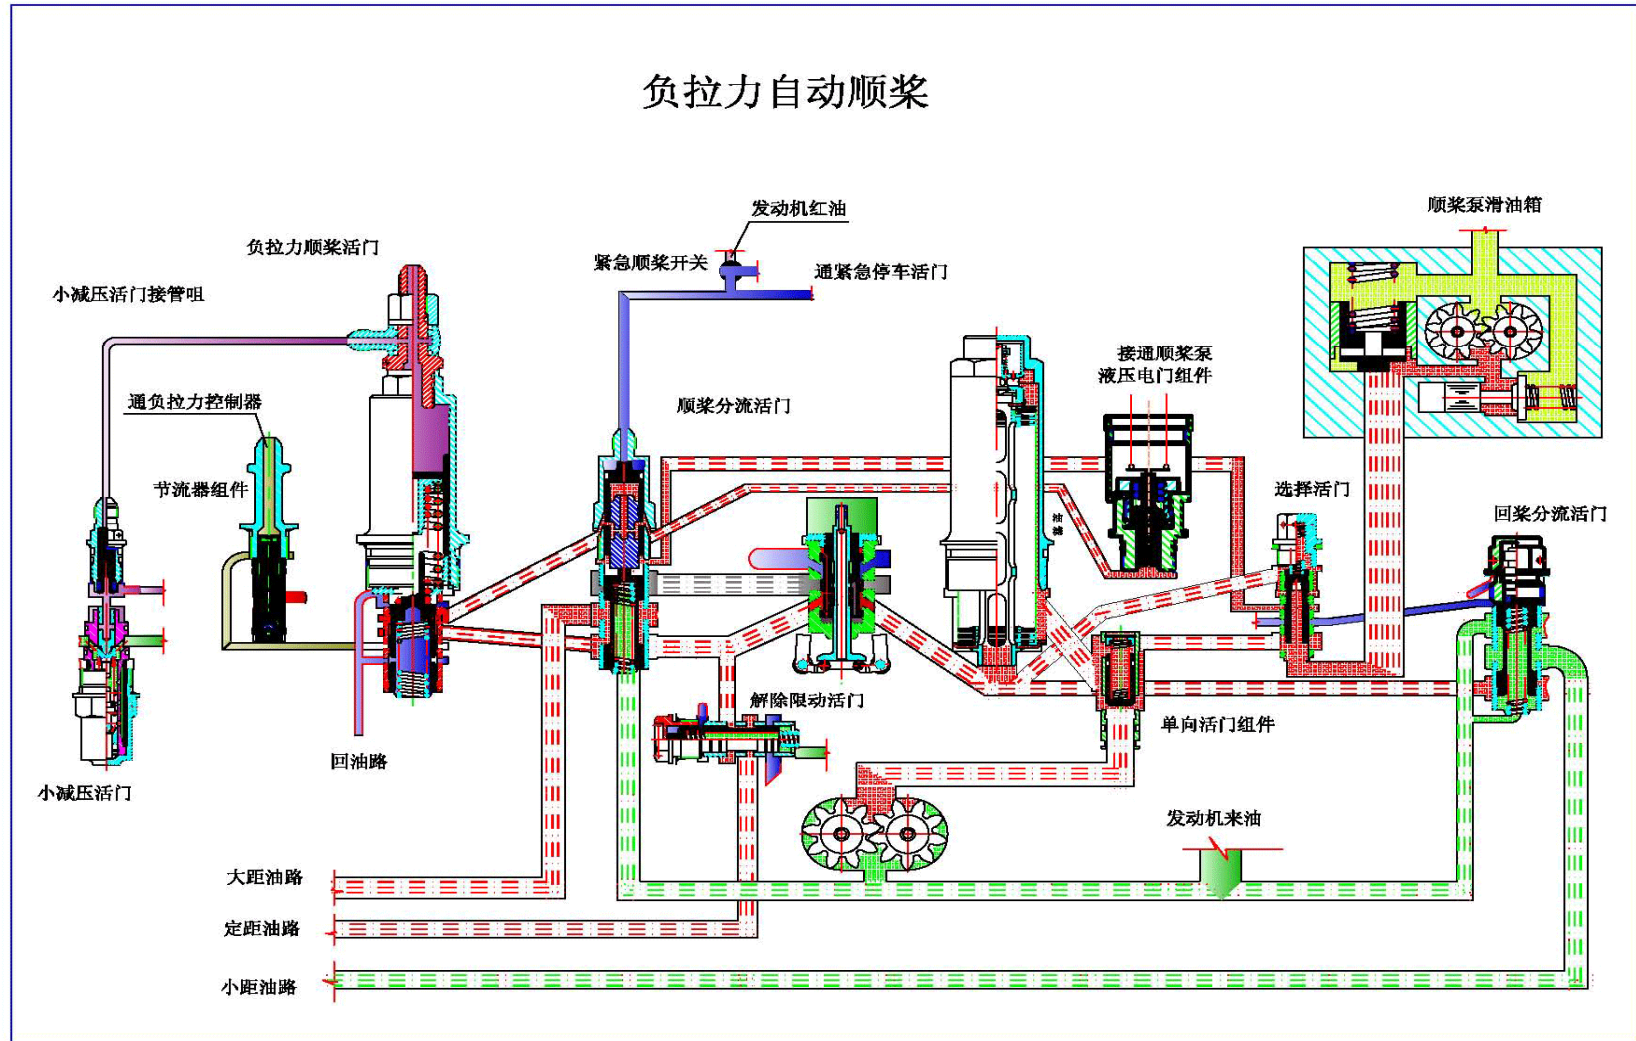 负拉力自动顺桨
发动机红油
顺桨泵滑油箱
负拉力顺桨活门
紧急顺桨开关
通紧急停车活门
小减压活门接管咀
接通顺桨泵
液压电门组件
通负拉力控制器
顺桨分流活门
节流器组件
选择活门
回桨分流活门
解除限动活门
单向活门组件
回油路
小减压活门
发动机来油
大距油路
定距油路
小距油路